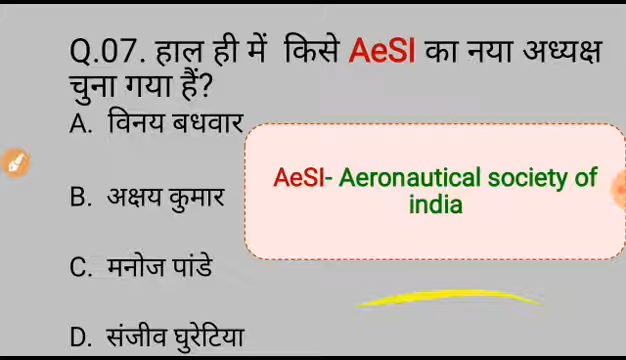 Q.07. हाल ही में किसे AeSI का नया अध्यक्ष
चुना गया हैं?
A. विनय बधवार
AeSI- Aeronautical society of
india
B. अक्षय कुमार
C. मनोज पांडे
D. संजीव घुरेटिया